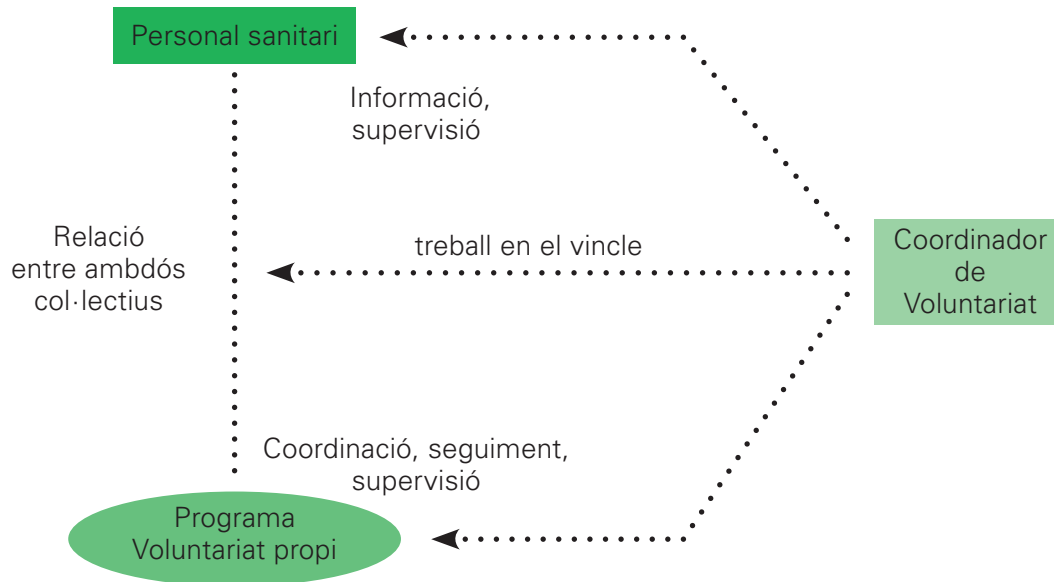 Personal sanitari
Informació,
supervisió
Relació
entre ambdós
col·lectius
treball en el vincle
Coordinador
de
Voluntariat
Coordinació, seguiment,
supervisió
Programa
Voluntariat propi